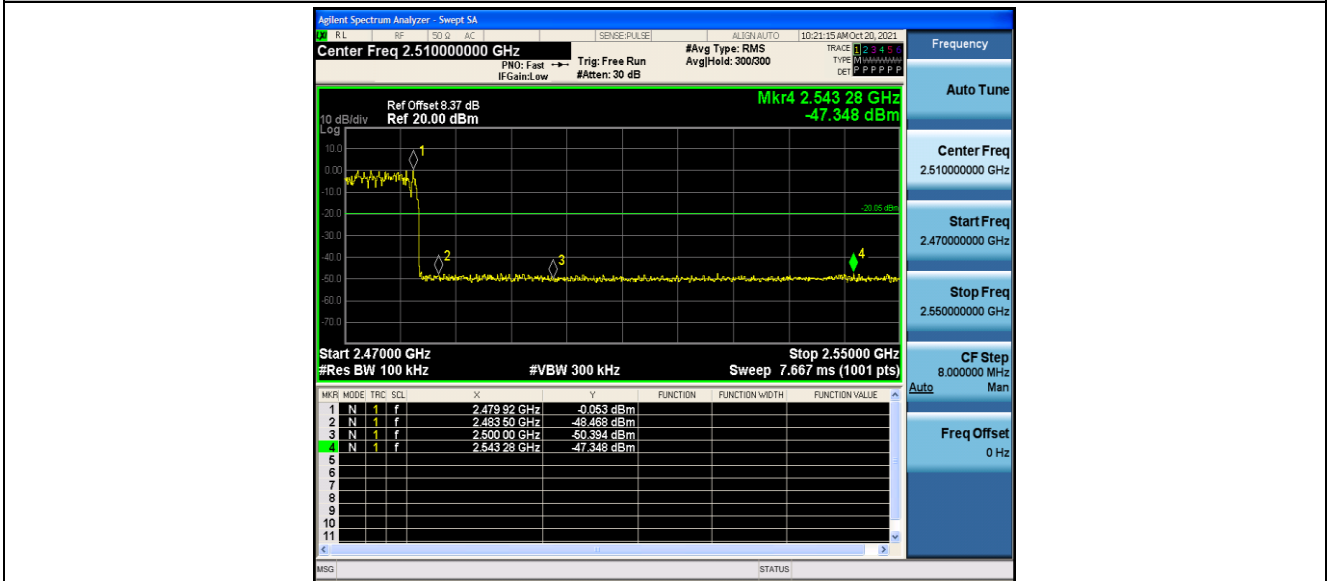 Agilent Spectrum Analyzer - Swept SA
RL RF 50 Ω AC SENSE:PULSE ALIGN AUTO 10:21:15 AM Oct 20, 2021
Center Freq 2.510000000 GHz #Avg Type: RMS TRACE 1 2 3 4 5 6
PNO: Fast Trig: Free Run Avg|Hold: 300/300 TYPE M
IFGain:Low #Atten: 30 dB DET P P P P P P
Mkr4 2.543 28 GHz
Ref Offset 8.37 dB
10 dB/div Ref 20.00 dBm -47.348 dBm
Log
10.0
1
0.00
-10.0
-20.0
-20.05 dBm
-30.0
-40.0
2
3
4
-50.0
-60.0
-70.0
Start 2.47000 GHz Stop 2.55000 GHz
#Res BW 100 kHz #VBW 300 kHz Sweep 7.667 ms (1001 pts)
MKR MODE TRC SCL X Y FUNCTION FUNCTION WIDTH FUNCTION VALUE
1 N 1 f 2.479 92 GHz -0.053 dBm
2 N 1 f 2.483 50 GHz -48.468 dBm
3 N 1 f 2.500 00 GHz -50.394 dBm
4 N 1 f 2.543 28 GHz -47.348 dBm
5
6
7
8
9
10
11
MSG STATUS
Frequency
Auto Tune
Center Freq
2.510000000 GHz
Start Freq
2.470000000 GHz
Stop Freq
2.550000000 GHz
CF Step
8.000000 MHz
Auto Man
Freq Offset
0 Hz